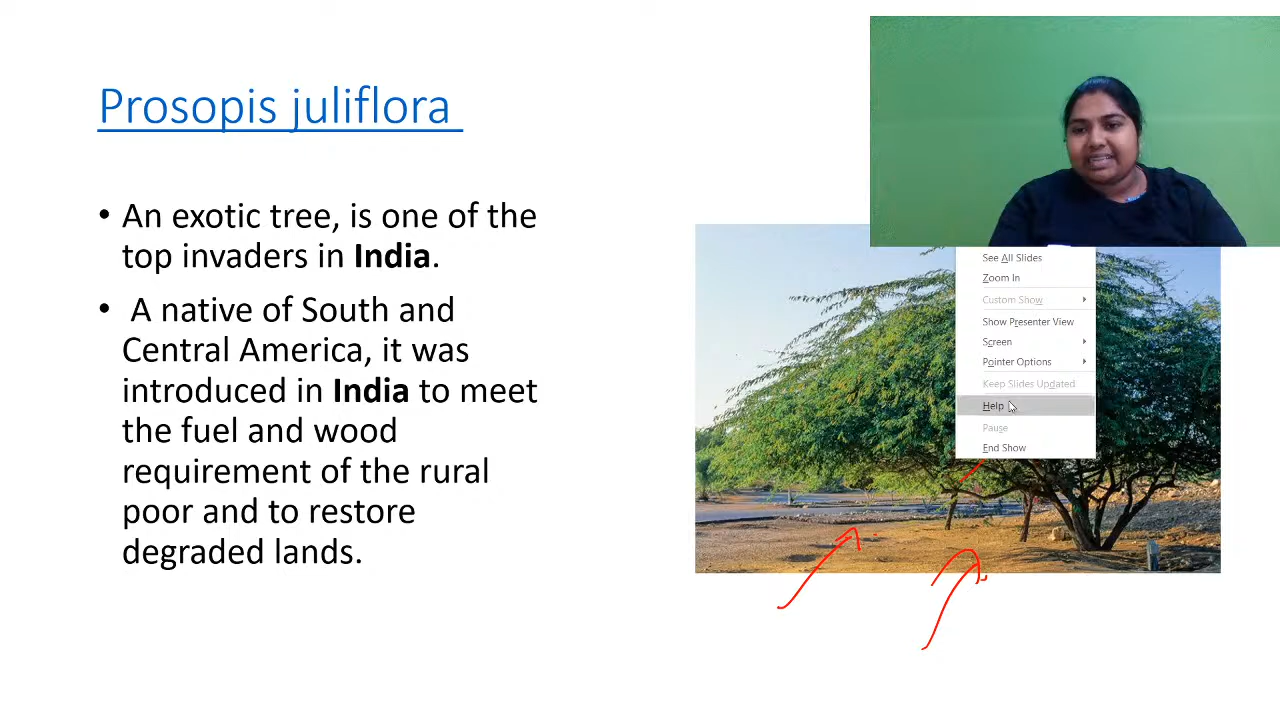 Prosopis juliflora
• An exotic tree, is one of the
top invaders in India.
• A native of South and
Central America, it was
introduced in India to meet
the fuel and wood
requirement of the rural
poor and to restore
degraded lands.
See All Slides
Zoom In
Custom Show
Show Presenter View
Screen
Pointer Options
Keep Slides Updated
Help
Pause
End Show